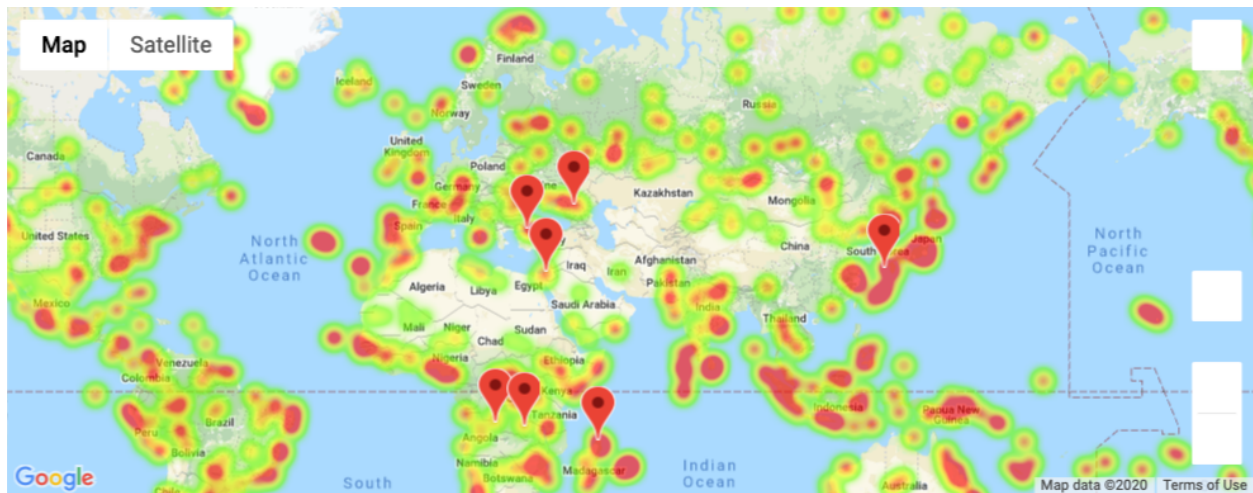 Map
Satellite
Finland
Iceland
Sweden
Norway
Russia
United
Kingdom
Canada
Poland
Germany
ne
Kazakhstan
France
Mongolia
Italy
Spain
United States
North
Atlantic
Ocean
y
South
rea
Japan
China
North
Pacific
Ocean
Iraq
Iran
Afghanistan
Pakistan
Algeria
Libya
Egypt
Saudi Arabia
India
Mexico
Mali
Niger
Sudan
Thailand
Chad
Nigeria
Ethiopia
Venezuela
Colombia
Kenya
Indonesia
Papua New
Guinea
Tanzania
Brazil
Peru
Angola
Bolivia
Namibia
Madagascar
Botswana
Indian
Ocean
South
Australia
Chile
Google
Map data ©2020
Terms of Use